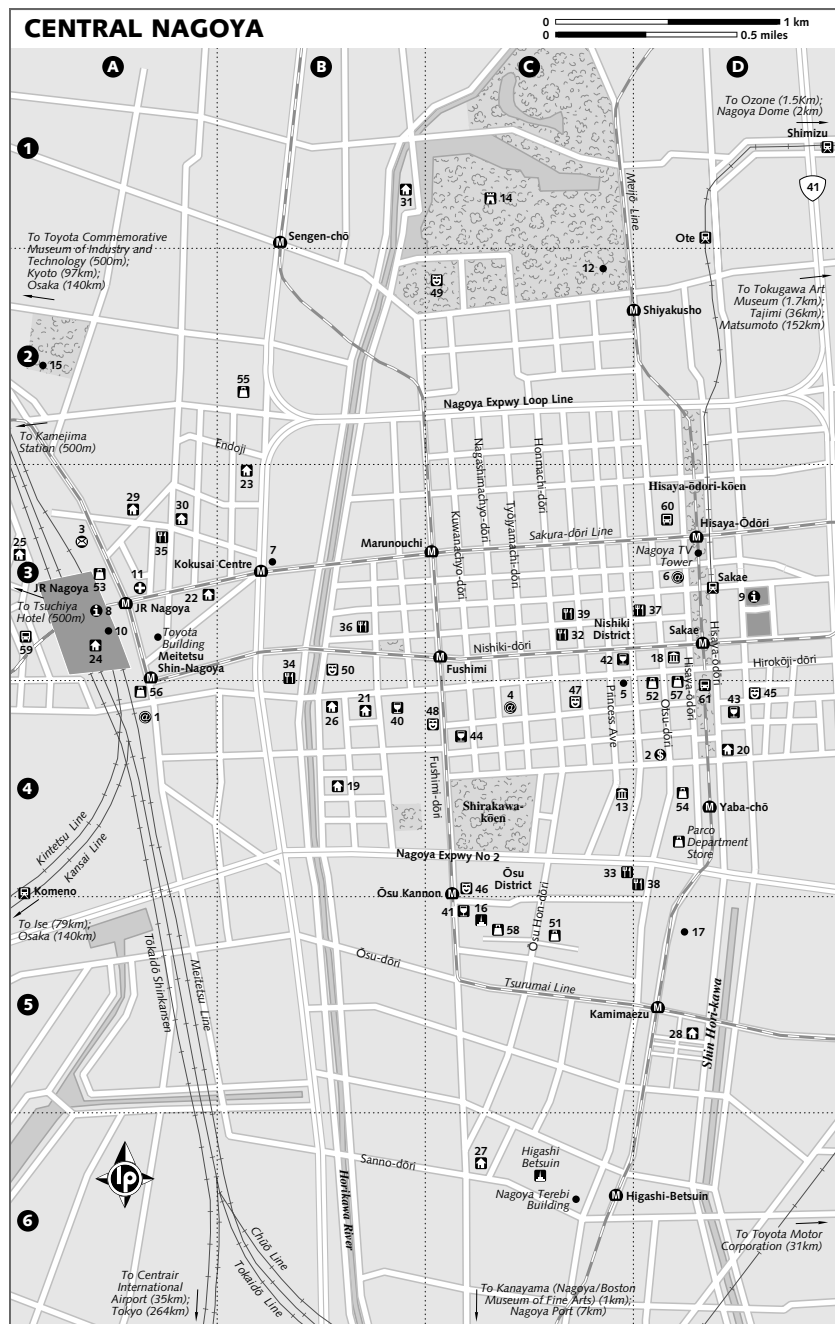 CENTRAL NAGOYA
0 1 km
0 0.5 miles
A
B
C
D
To Ozone (1.5Km);
Nagoya Dome (2km)
Shimizu
1
41
31
14
Meijō Line
Sengen-chō
Ote
To Toyota Commemorative
Museum of Industry and
Technology (500m);
Kyoto (97km);
Osaka (140km)
12
49
To Tokugawa Art
Museum (1.7km);
Tajimi (36km);
Matsumoto (152km)
Shiyakusho
2
15
55
Nagoya Expwy Loop Line
To Kamejima
Station (500m)
Endoji
23
Nagashimachyo-dōri
Kuwanachyo-dōri
Honmachi-dōri
Tyōjyamachi-dōri
Hisaya-ōdori-kōen
29
30
60
3
25
35
Sakura-dōri Line
Hisaya-Ōdōri
Marunouchi
Nagoya TV
Tower
7
Kokusai Centre
3
11
53
6 @
Sakae
JR Nagoya
22
9
To Tsuchiya
Hotel (500m)
8
JR Nagoya
39
37
10
Toyota
Building
36
Nishiki
District
32
Sakae
59
24
Meitetsu
Shin-Nagoya
Nishiki-dōri
42
18
Hisaya-ōdōri
Hirokōji-dōri
34
50
Fushimi
Hisaya-ōdōri
56
21
4
47
5
52
57
61
43
45
@ 1
26
40
48
@
Princess Ave
Otsu-dōri
44
2 $
20
4
Fushimi-dōri
19
Shirakawa-
kōen
13
54
Yaba-chō
Kintetsu Line
Kansai Line
Parco
Department
Store
Nagoya Expwy No 2
Ōsu
District
33
38
Komeno
Ōsu Kannon
46
41
16
58
51
Ōsu Hon-dōri
To Ise (79km);
Osaka (140km)
17
Ōsu-dōri
Tōkaidō Shinkansen
Meitetsu Line
Tsurumai Line
5
Kamimaezu
28
Shin Hori-kawa
lp
Sanno-dōri
27
Higashi
Betsuin
Horikawa River
Nagoya Terebi
Building
Higashi-Betsuin
6
Chūō Line
Tokaidō Line
To Toyota Motor
Corporation (31km)
To Centrair
International
Airport (35km);
Tokyo (264km)
To Kanayama (Nagoya/Boston
Museum of Fine Arts) (1km);
Nagoya Port (7km)